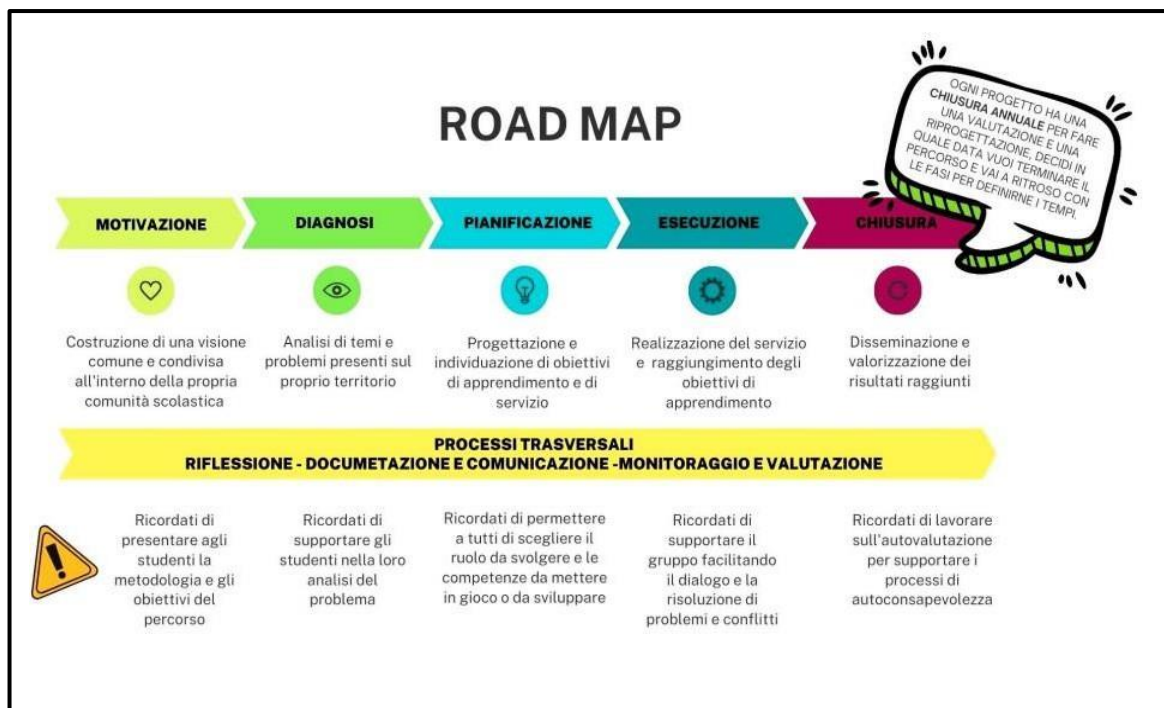 ROAD MAP
OGNI PROGETTO HA UNA
CHIUSURA ANNUALE PER FARE
UNA VALUTAZIONE E UNA
RIPROGETTAZIONE, DECIDI IN
QUALE DATA VUOI TERMINARE IL
PERCORSO E VAI A RITROSO CON
LE FASI PER DEFINIRNE I TEMPI.
MOTIVAZIONE
DIAGNOSI
PIANIFICAZIONE
ESECUZIONE
CHIUSURA
Costruzione di una visione
comune e condivisa
all'interno della propria
comunità scolastica
Analisi di temi e
problemi presenti sul
proprio territorio
Progettazione e
individuazione di obiettivi
di apprendimento e di
servizio
Realizzazione del servizio
e raggiungimento degli
obiettivi di
apprendimento
Disseminazione e
valorizzazione dei
risultati raggiunti
PROCESSI TRASVERSALI
RIFLESSIONE - DOCUMETAZIONE E COMUNICAZIONE -MONITORAGGIO E VALUTAZIONE
Ricordati di
presentare agli
studenti la
metodologia e gli
obiettivi del
percorso
Ricordati di
supportare gli
studenti nella loro
analisi del
problema
Ricordati di permettere
a tutti di scegliere il
ruolo da svolgere e le
competenze da mettere
in gioco o da sviluppare
Ricordati di
supportare il
gruppo facilitando
il dialogo e la
risoluzione di
problemi e conflitti
Ricordati di lavorare
sull'autovalutazione
per supportare i
processi di
autoconsapevolezza